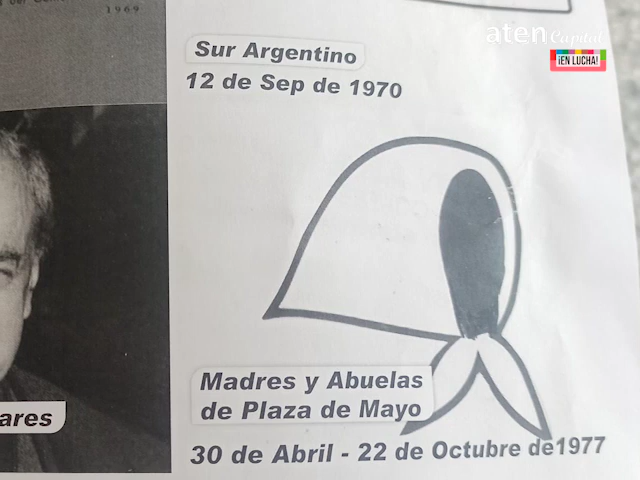 1969
aten Capital
¡EN LUCHA!
Sur Argentino
12 de Sep de 1970
Madres y Abuelas
de Plaza de Mayo
30 de Abril - 22 de Octubre de1977
ares